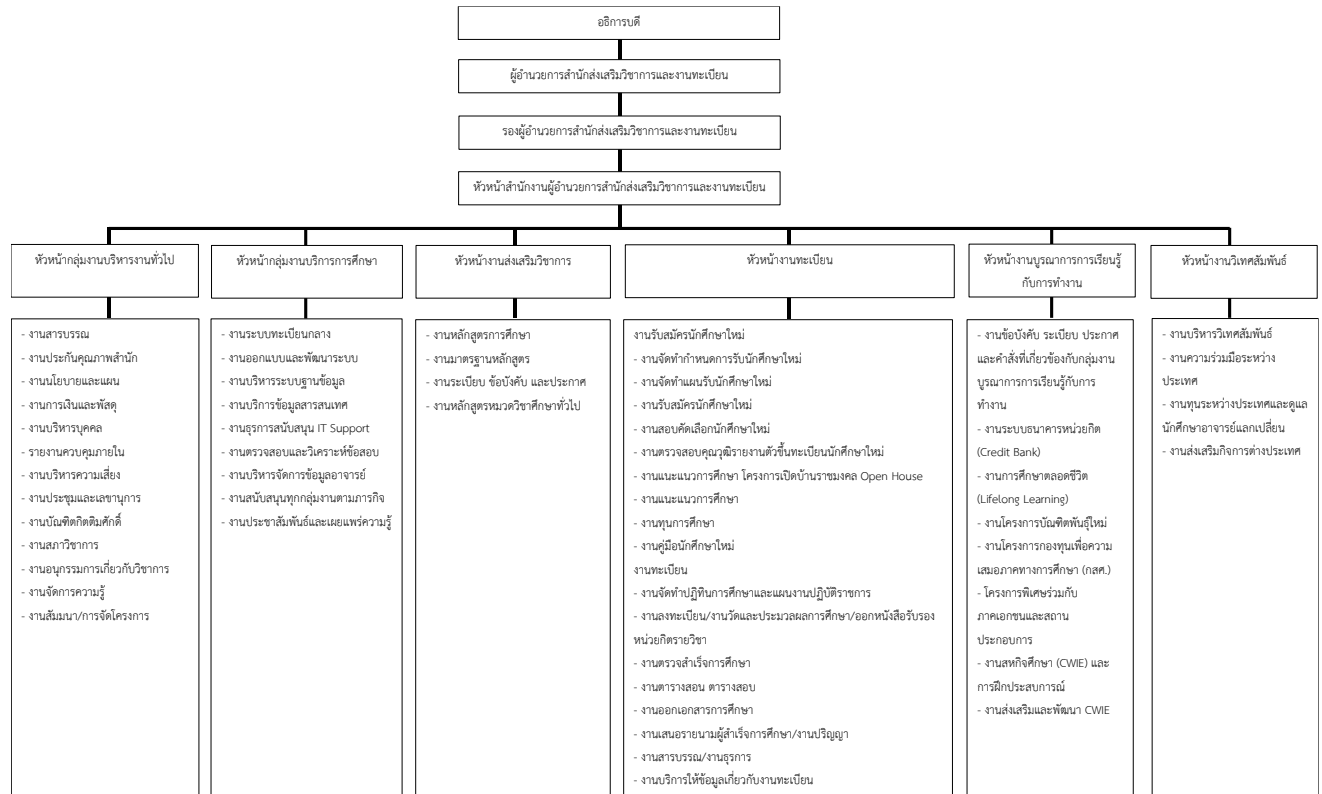 อธิการบดี
ผู้อำนวยการสำนักส่งเสริมวิชาการและงานทะเบียน
รองผู้อำนวยการสำนักส่งเสริมวิชาการและงานทะเบียน
หัวหน้าสำนักงานผู้อำนวยการสำนักส่งเสริมวิชาการและงานทะเบียน
หัวหน้ากลุ่มงานบริหารงานทั่วไป
- งานสารบรรณ
- งานประกันคุณภาพสำนัก
- งานนโยบายและแผน
- งานการเงินและพัสดุ
- งานบริหารบุคคล
- รายงานควบคุมภายใน
- งานบริหารความเสี่ยง
- งานประชุมและเลขานุการ
- งานบัณฑิตกิตติมศักดิ์
- งานสภาวิชาการ
- งานอนุกรรมการเกี่ยวกับวิชาการ
- งานจัดการความรู้
- งานสัมมนา/การจัดโครงการ
หัวหน้ากลุ่มงานบริการการศึกษา
- งานระบบทะเบียนกลาง
- งานออกแบบและพัฒนาระบบ
- งานบริหารระบบฐานข้อมูล
- งานบริการข้อมูลสารสนเทศ
- งานธุรการสนับสนุน IT Support
- งานตรวจสอบและวิเคราะห์ข้อสอบ
- งานบริหารจัดการข้อมูลอาจารย์
- งานสนับสนุนทุกกลุ่มงานตามภารกิจ
- งานประชาสัมพันธ์และเผยแพร่ความรู้
หัวหน้างานส่งเสริมวิชาการ
- งานหลักสูตรการศึกษา
- งานมาตรฐานหลักสูตร
- งานระเบียบ ข้อบังคับ และประกาศ
- งานหลักสูตรหมวดวิชาศึกษาทั่วไป
หัวหน้างานทะเบียน
งานรับสมัครนักศึกษาใหม่
- งานจัดทำกำหนดการรับนักศึกษาใหม่
- งานจัดทำแผนรับนักศึกษาใหม่
- งานรับสมัครนักศึกษาใหม่
- งานสอบคัดเลือกนักศึกษาใหม่
- งานตรวจสอบคุณวุฒิรายงานตัวขึ้นทะเบียนนักศึกษาใหม่
- งานแนะแนวการศึกษา โครงการเปิดบ้านราชมงคล Open House
- งานแนะแนวการศึกษา
- งานทุนการศึกษา
- งานคู่มือนักศึกษาใหม่
งานทะเบียน
- งานจัดทำปฏิทินการศึกษาและแผนงานปฏิบัติราชการ
- งานลงทะเบียน/งานวัดและประมวลผลการศึกษา/ออกหนังสือรับรอง
หน่วยกิตรายวิชา
- งานตรวจสำเร็จการศึกษา
- งานตารางสอน ตารางสอบ
- งานออกเอกสารการศึกษา
- งานเสนอรายนามผู้สำเร็จการศึกษา/งานปริญญา
- งานสารบรรณ/งานธุรการ
- งานบริการให้ข้อมูลเกี่ยวกับงานทะเบียน
หัวหน้างานบูรณาการการเรียนรู้
กับการทำงาน
- งานข้อบังคับ ระเบียบ ประกาศ
และคำสั่งที่เกี่ยวข้องกับกลุ่มงาน
บูรณาการการเรียนรู้กับการ
ทำงาน
- งานระบบธนาคารหน่วยกิต
(Credit Bank)
- งานการศึกษาตลอดชีวิต
(Lifelong Learning)
- งานโครงการบัณฑิตพันธุ์ใหม่
- งานโครงการกองทุนเพื่อความ
เสมอภาคทางการศึกษา (กสศ.)
- โครงการพิเศษร่วมกับ
ภาคเอกชนและสถาน
ประกอบการ
- งานสหกิจศึกษา (CWIE) และ
การฝึกประสบการณ์
- งานส่งเสริมและพัฒนา CWIE
หัวหน้างานวิเทศสัมพันธ์
- งานบริหารวิเทศสัมพันธ์
- งานความร่วมมือระหว่าง
ประเทศ
- งานทุนระหว่างประเทศและดูแล
นักศึกษาอาจารย์แลกเปลี่ยน
- งานส่งเสริมกิจการต่างประเทศ